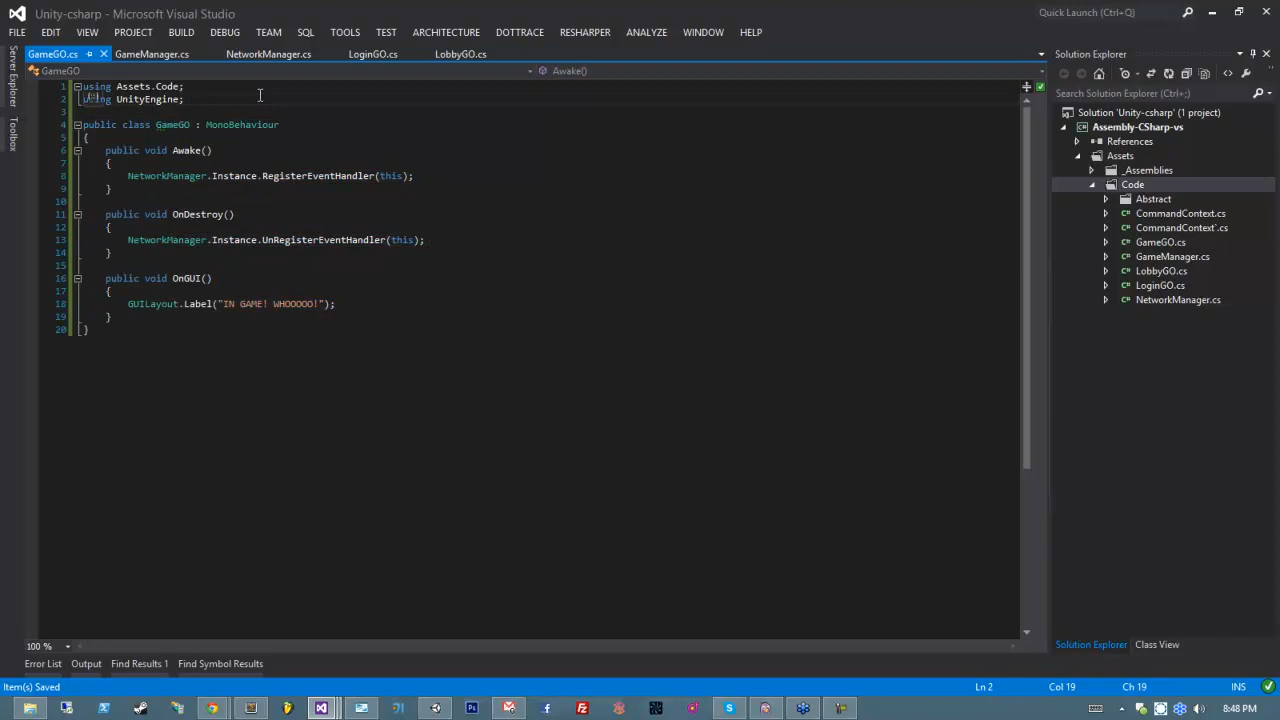 Unity-csharp - Microsoft Visual Studio
Quick Launch (Ctrl+Q)
FILE EDIT VIEW PROJECT BUILD DEBUG TEAM SQL TOOLS TEST ARCHITECTURE DOTTRACE RESHARPER ANALYZE WINDOW HELP
GameGO.cs GameManager.cs NetworkManager.cs LoginGO.cs LobbyGO.cs
GameGO Awake()
Server Explorer
Toolbox
1 using Assets.Code;
2 using UnityEngine;
3
4 public class GameGO : MonoBehaviour
5 {
6 public void Awake()
7 {
8 NetworkManager.Instance.RegisterEventHandler(this);
9 }
10
11 public void OnDestroy()
12 {
13 NetworkManager.Instance.UnRegisterEventHandler(this);
14 }
15
16 public void OnGUI()
17 {
18 GUILayout.Label("IN GAME! WHOOOOO!");
19 }
20 }
Solution Explorer
Search Solution Explorer (Ctrl+;)
Solution 'Unity-csharp' (1 project)
Assembly-CSharp-vs
References
Assets
_Assemblies
Code
Abstract
CommandContext.cs
CommandContext`.cs
GameGO.cs
GameManager.cs
LobbyGO.cs
LoginGO.cs
NetworkManager.cs
Solution Explorer Class View
100 %
Error List Output Find Results 1 Find Symbol Results
Item(s) Saved Ln 2 Col 19 Ch 19 INS
8:48 PM